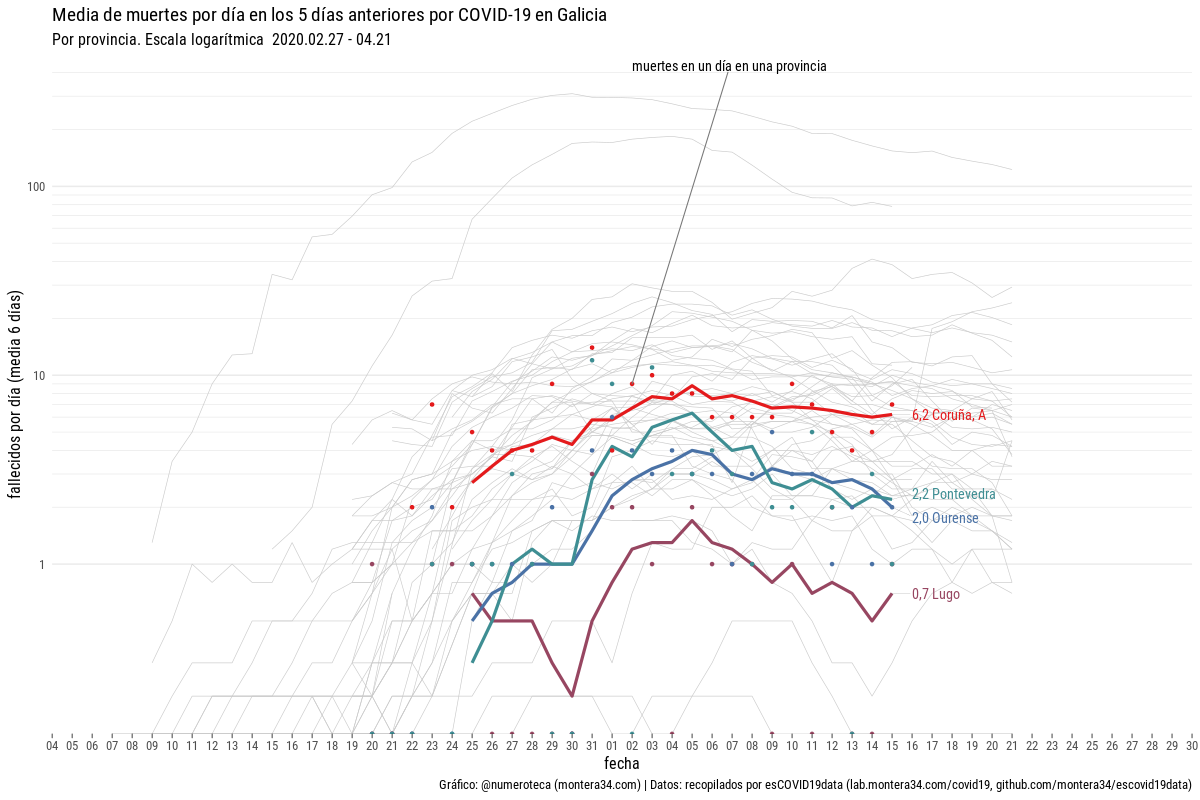 Media de muertes por día en los 5 días anteriores por COVID-19 en Galicia
Por provincia. Escala logarítmica 2020.02.27 - 04.21
muertes en un día en una provincia
100
10
1
fallecidos por día (media 6 días)
6,2 Coruña, A
2,2 Pontevedra
2,0 Ourense
0,7 Lugo
04 05 06 07 08 09 10 11 12 13 14 15 16 17 18 19 20 21 22 23 24 25 26 27 28 29 30 31 01 02 03 04 05 06 07 08 09 10 11 12 13 14 15 16 17 18 19 20 21 22 23 24 25 26 27 28 29 30
fecha
Gráfico: @numeroteca (montera34.com) | Datos: recopilados por esCOVID19data (lab.montera34.com/covid19, github.com/montera34/escovid19data)